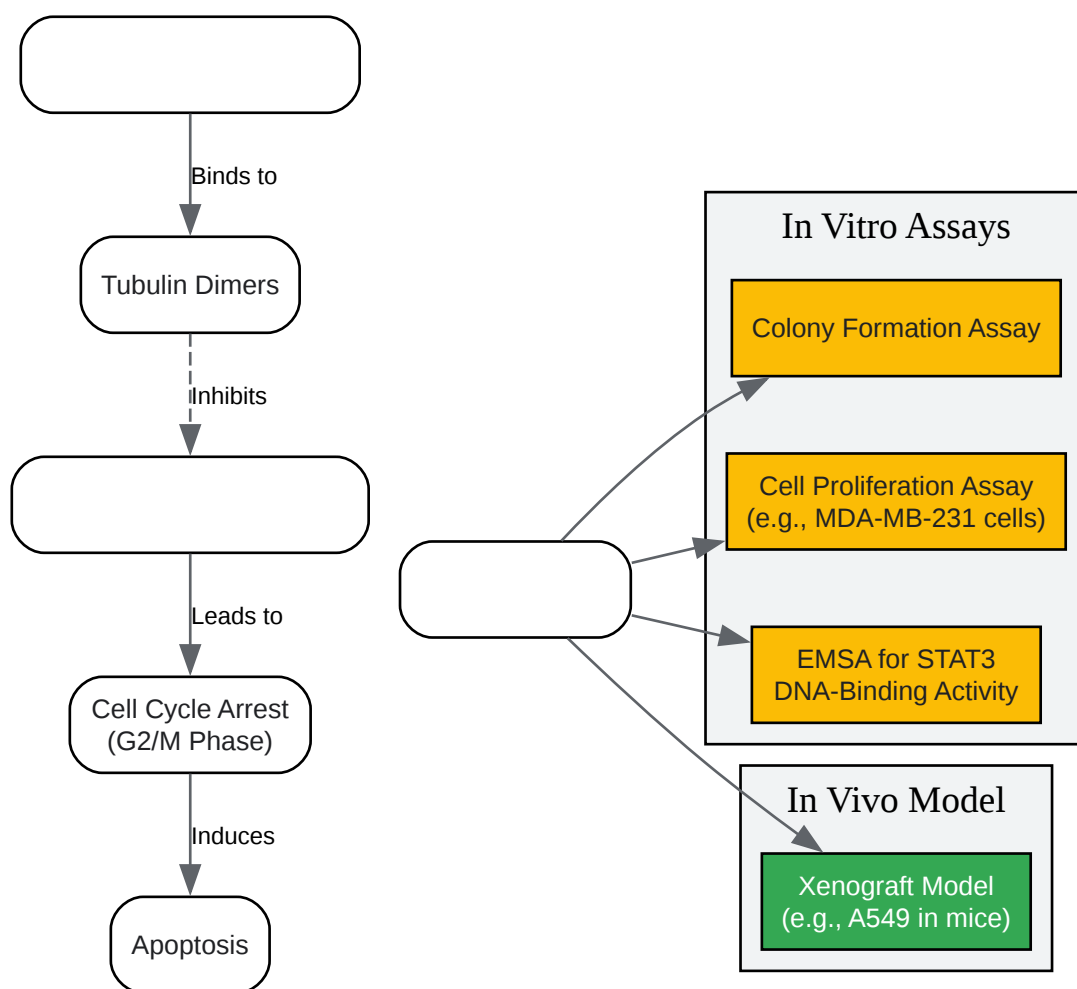 Binds to
Tubulin Dimers
Inhibits
Leads to
Cell Cycle Arrest
(G2/M Phase)
Induces
Apoptosis
In Vitro Assays
Colony Formation Assay
Cell Proliferation Assay
(e.g., MDA-MB-231 cells)
EMSA for STAT3
DNA-Binding Activity
In Vivo Model
Xenograft Model
(e.g., A549 in mice)